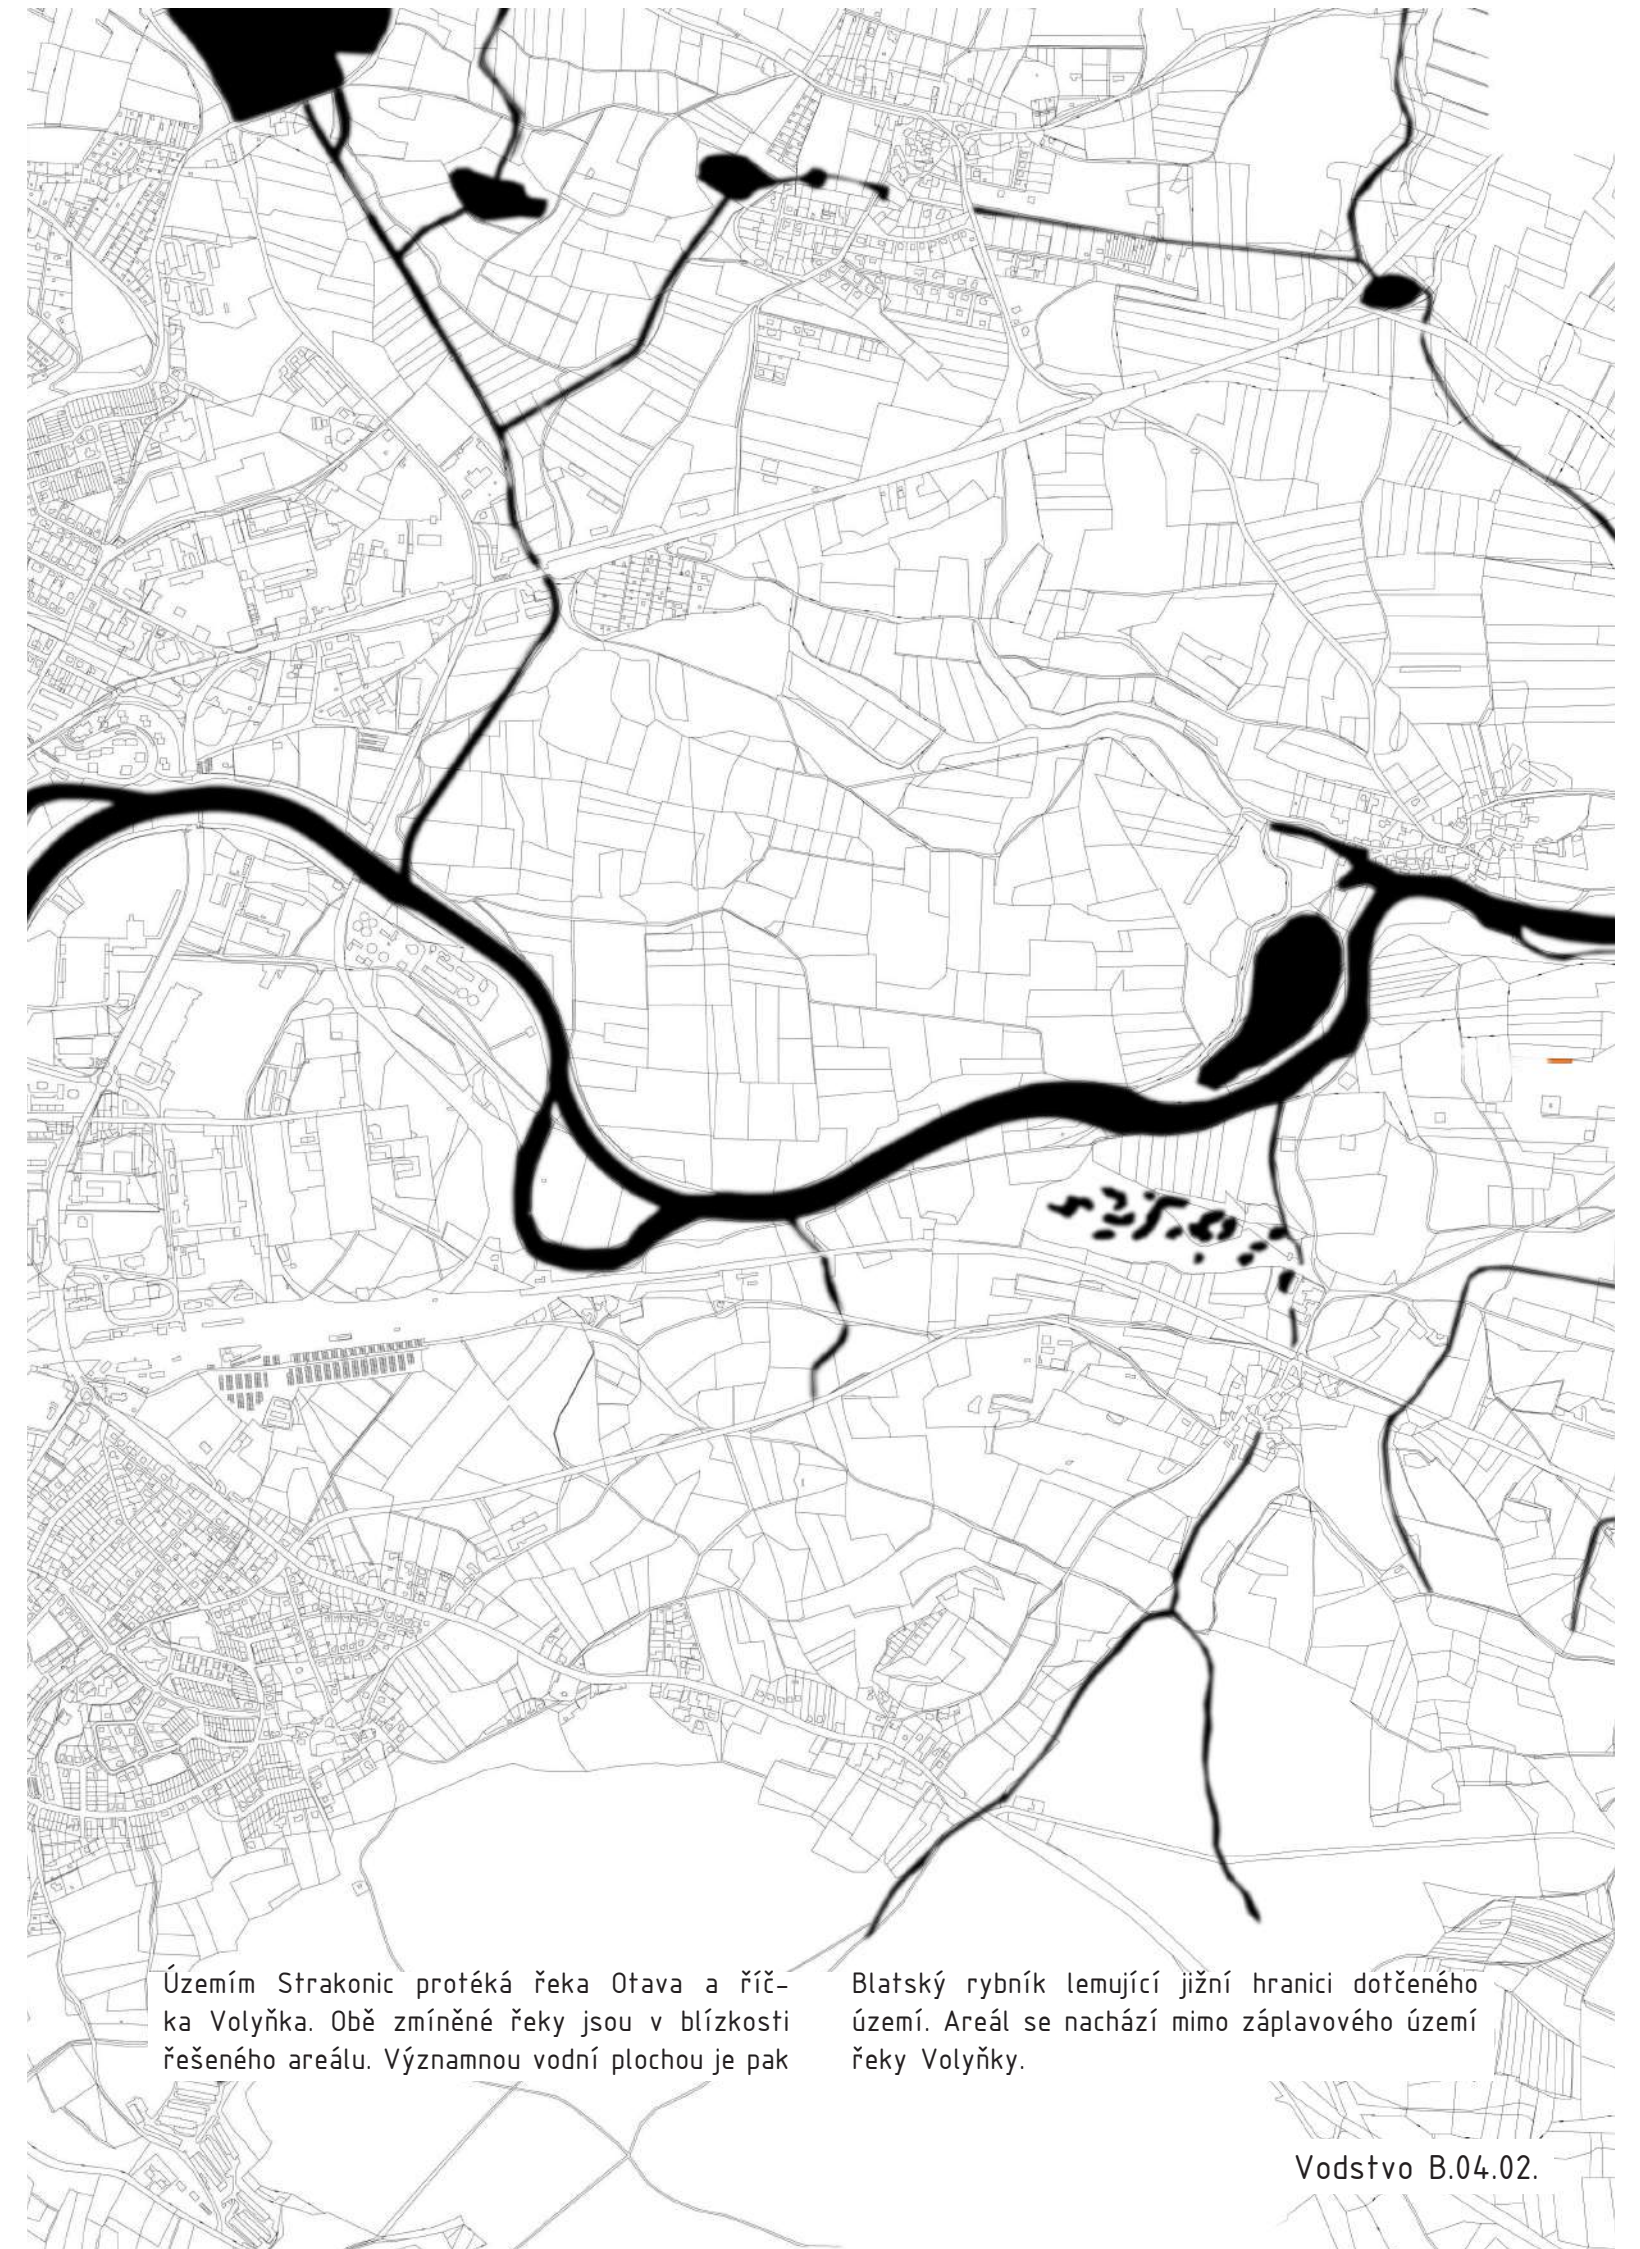 Územím Strakonic protéká řeka Otava a říč-
ka Volyňka. Obě zmíněné řeky jsou v blízkosti
řešeného areálu. Významnou vodní plochou je pak
Blatský rybník lemující jižní hranici dotčeného
území. Areál se nachází mimo záplavového území
řeky Volyňky.
Vodstvo B.04.02.